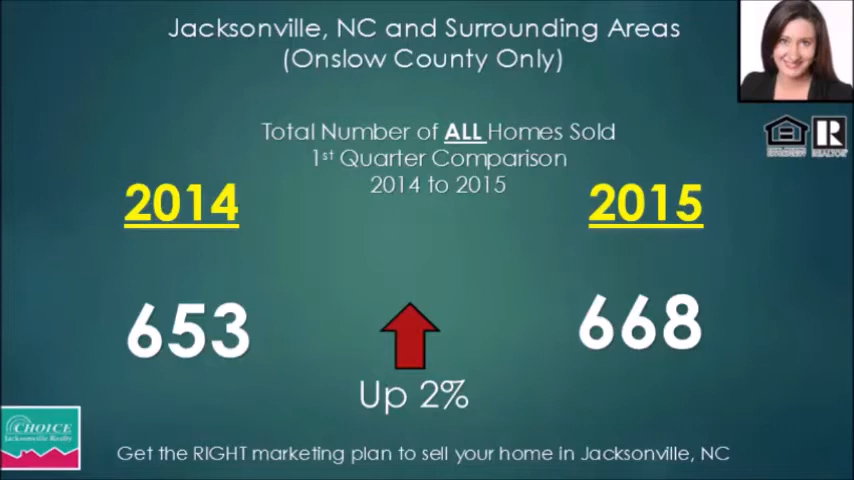 Jacksonville, NC and Surrounding Areas
(Onslow County Only)
Total Number of ALL Homes Sold
1st Quarter Comparison
2014 to 2015
2014
2015
653
668
Up 2%
CHOICE
Jacksonville Realty
R
REALTOR
Get the RIGHT marketing plan to sell your home in Jacksonville, NC